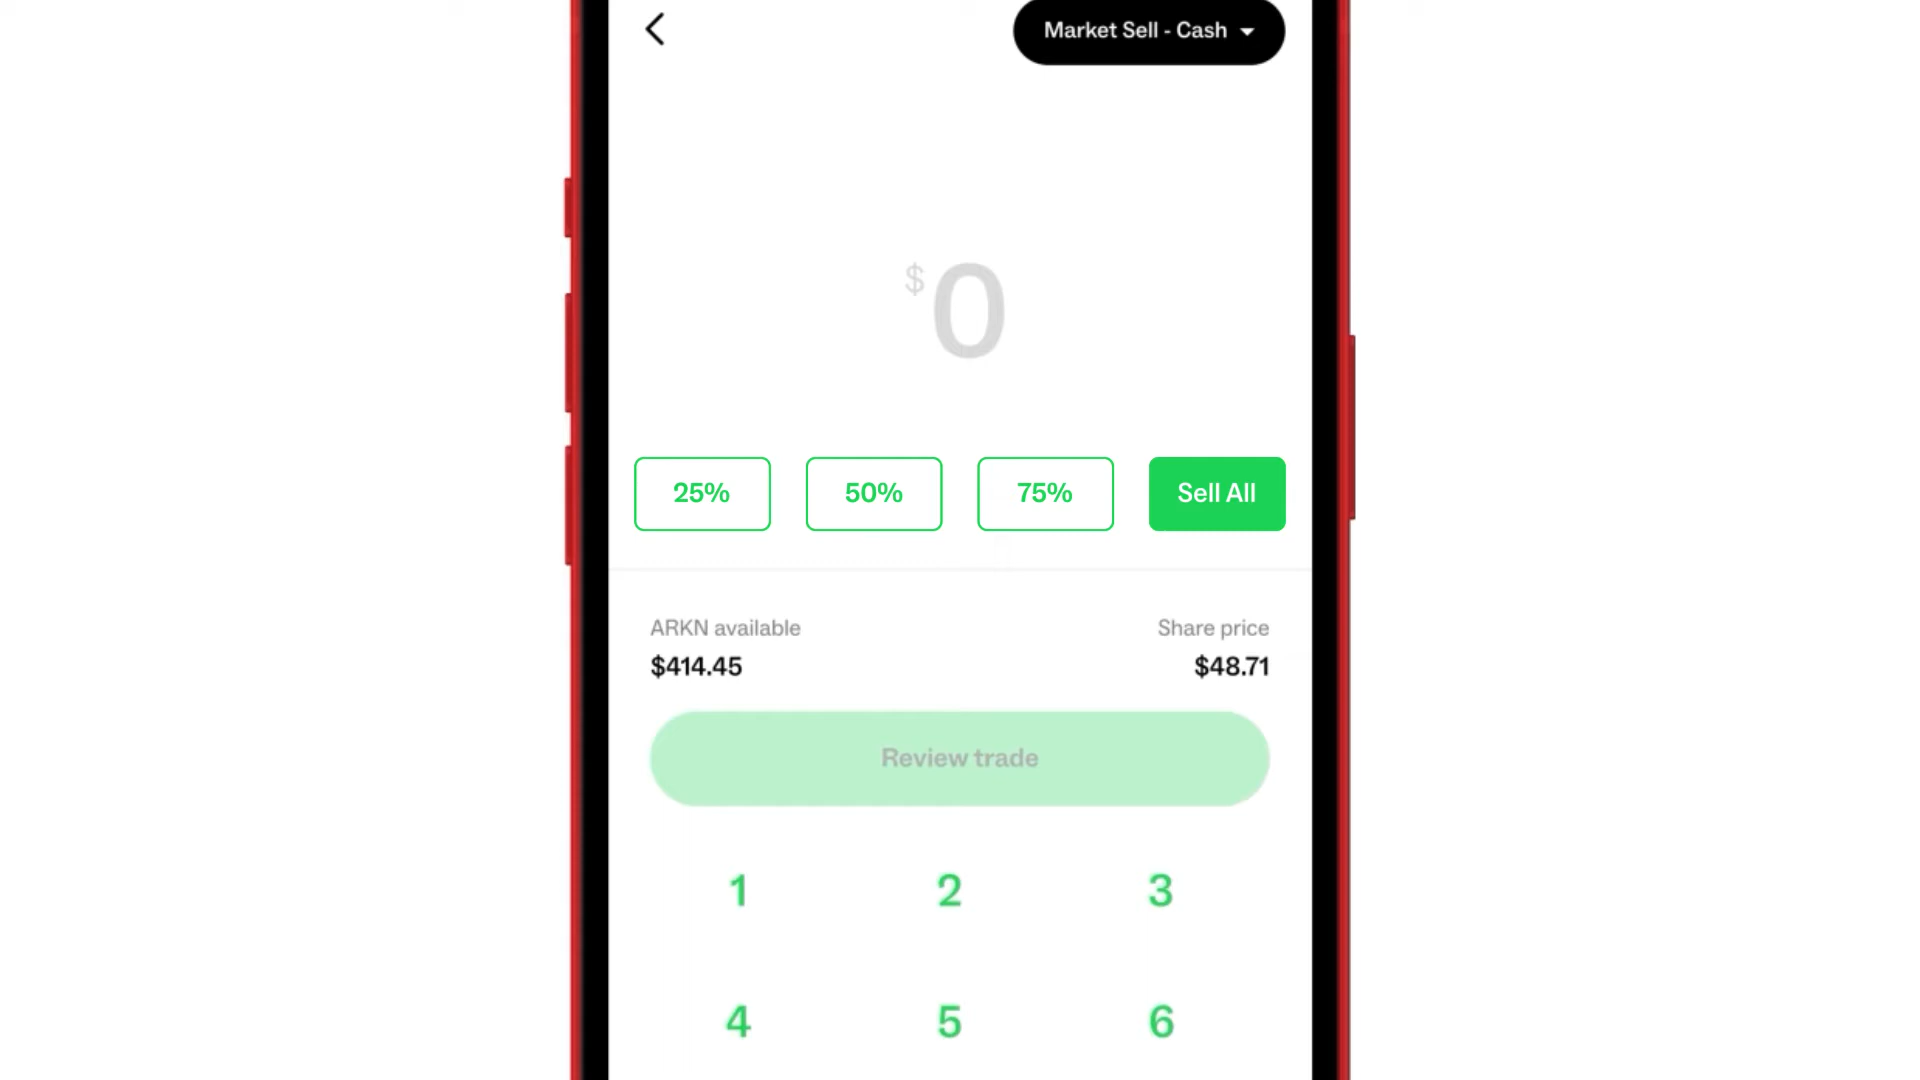 Market Sell - Cash
$0
25% 50% 75% Sell All
ARKN available Share price
$414.45 $48.71
Review trade
1 2 3
4 5 6